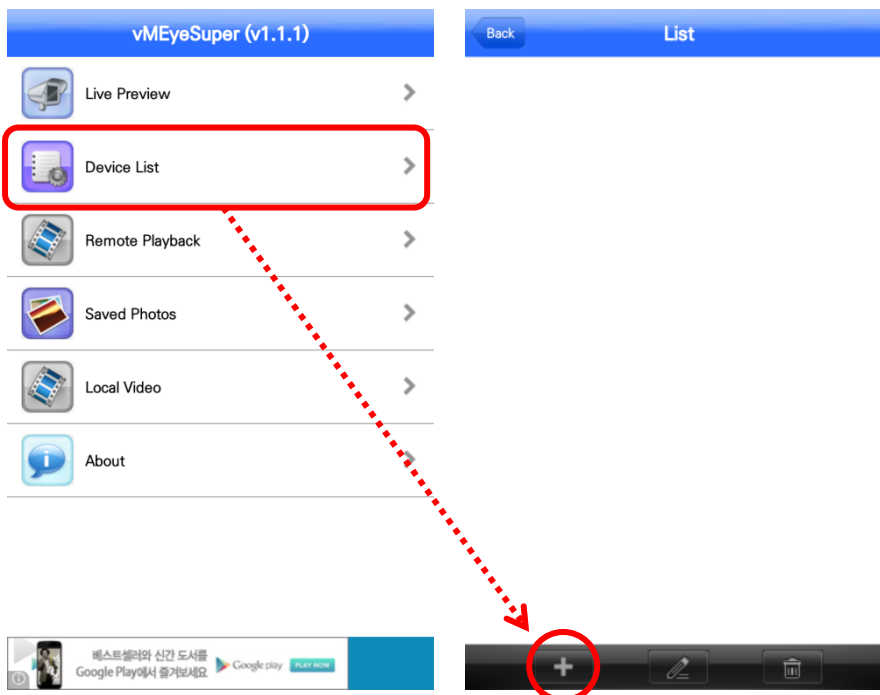 vMEyeSuper (v1.1.1)
Live Preview
Device List
Remote Playback
Saved Photos
Local Video
About
베스트셀러와 신간 도서를
Google Play에서 즐겨보세요
Google play
PLAY NOW
Back
List